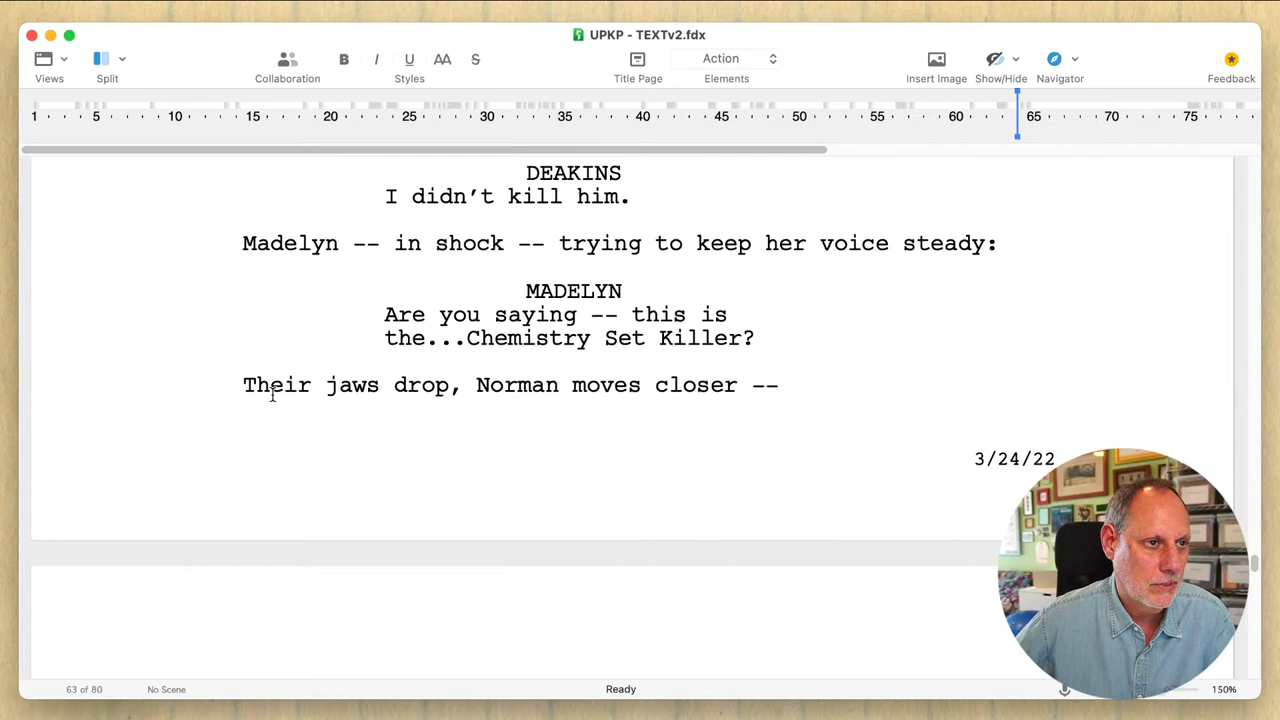 UPKP - TEXTv2.fdx
B I U AA S Action
Views Split Collaboration Styles Title Page Elements Insert Image Show/Hide Navigator Feedback
1 5 10 15 20 25 30 35 40 45 50 55 60 65 70 75
DEAKINS
I didn’t kill him.
Madelyn -- in shock -- trying to keep her voice steady:
MADELYN
Are you saying -- this is
the...Chemistry Set Killer?
Their jaws drop, Norman moves closer --
3/24/22
63 of 80 No Scene Ready 150%